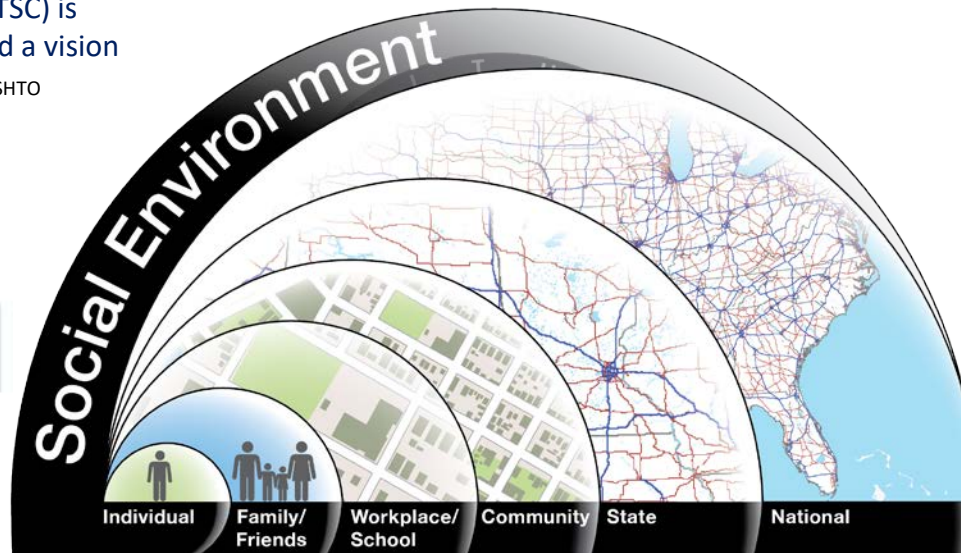 TSC) is
d a vision
SHTO
Social Environment
Individual
Family/
Friends
Workplace/
School
Community
State
National